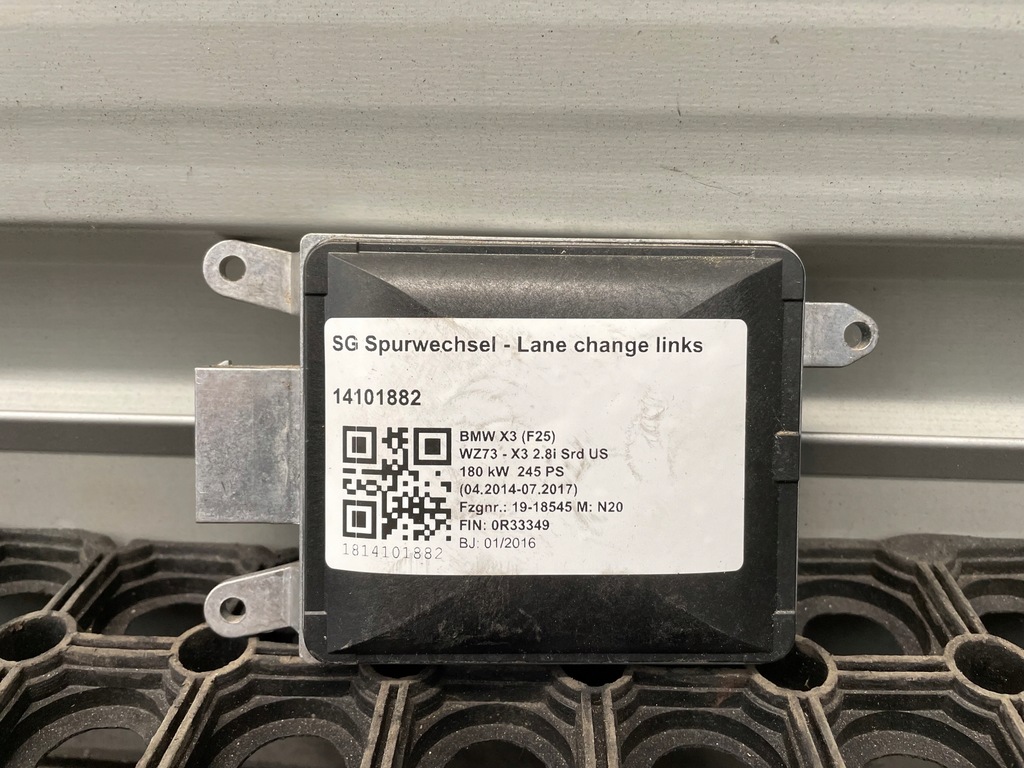 SG Spurwechsel - Lane change links
14101882
BMW X3 (F25)
WZ73 - X3 2.8i Srd US
180 kW 245 PS
(04.2014-07.2017)
Fzgnr.: 19-18545 M: N20
FIN: 0R33349
BJ: 01/2016
1814101882